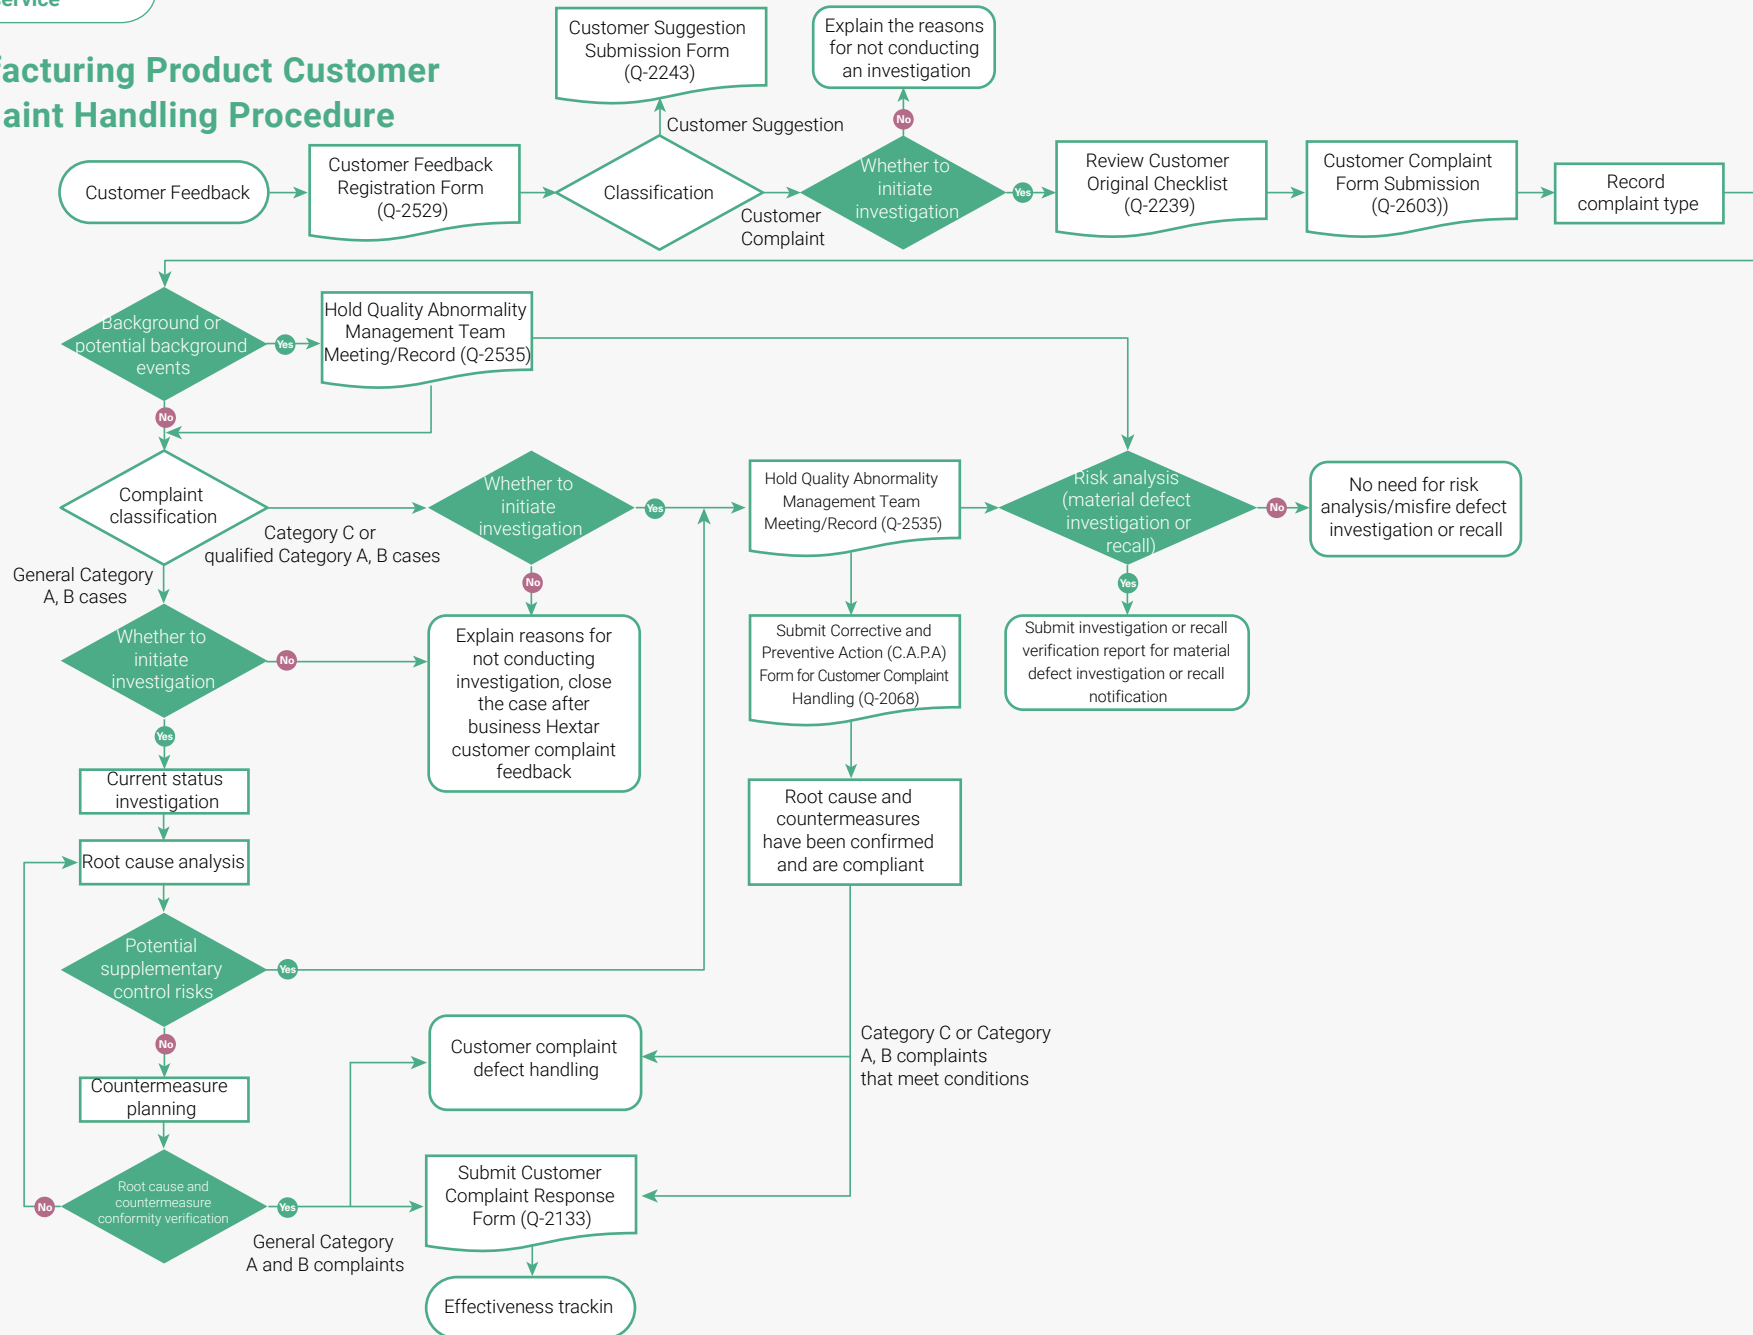 service
facturing Product Customer
aint Handling Procedure
Customer Suggestion
Submission Form
(Q-2243)
Explain the reasons
for not conducting
an investigation
No
Customer Suggestion
Customer Feedback
Customer Feedback
Registration Form
(Q-2529)
Classification
Customer
Complaint
Whether to
initiate
investigation
Yes
Review Customer
Original Checklist
(Q-2239)
Customer Complaint
Form Submission
(Q-2603))
Record
complaint type
Background or
potential background
events
Yes
Hold Quality Abnormality
Management Team
Meeting/Record (Q-2535)
No
Complaint
classification
Category C or
qualified Category A, B cases
Whether to
initiate
investigation
Yes
Hold Quality Abnormality
Management Team
Meeting/Record (Q-2535)
Risk analysis
(material defect
investigation or
recall)
No
No need for risk
analysis/misfire defect
investigation or recall
General Category
A, B cases
No
Yes
Whether to
initiate
investigation
No
Explain reasons for
not conducting
investigation, close
the case after
business Hextar
customer complaint
feedback
Submit Corrective and
Preventive Action (C.A.P.A)
Form for Customer Complaint
Handling (Q-2068)
Submit investigation or recall
verification report for material
defect investigation or recall
notification
Yes
Current status
investigation
Root cause and
countermeasures
have been confirmed
and are compliant
Root cause analysis
Potential
supplementary
control risks
Yes
No
Countermeasure
planning
Customer complaint
defect handling
Category C or Category
A, B complaints
that meet conditions
Root cause and
countermeasure
conformity verification
No
Yes
General Category
A and B complaints
Submit Customer
Complaint Response
Form (Q-2133)
Effectiveness trackin